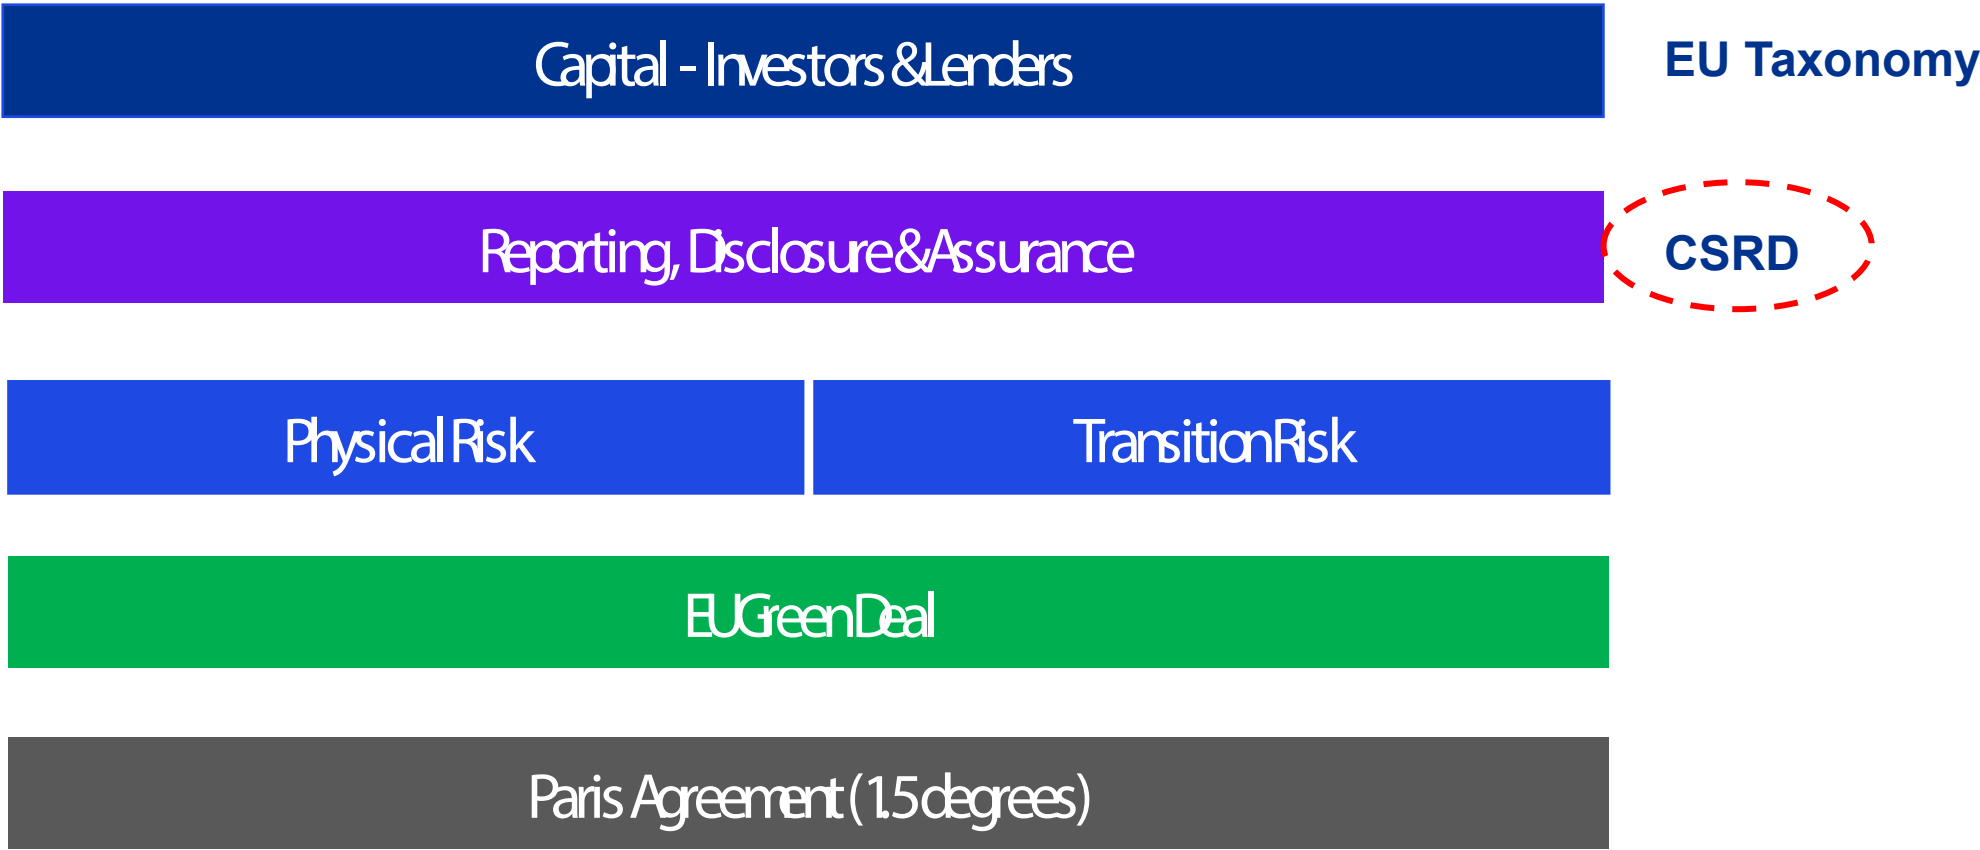 Capital - Investors & Lenders
EU Taxonomy
Reporting, Disclosure & Assurance
CSRD
Physical Risk
Transition Risk
EU Green Deal
Paris Agreement (1.5 degrees)